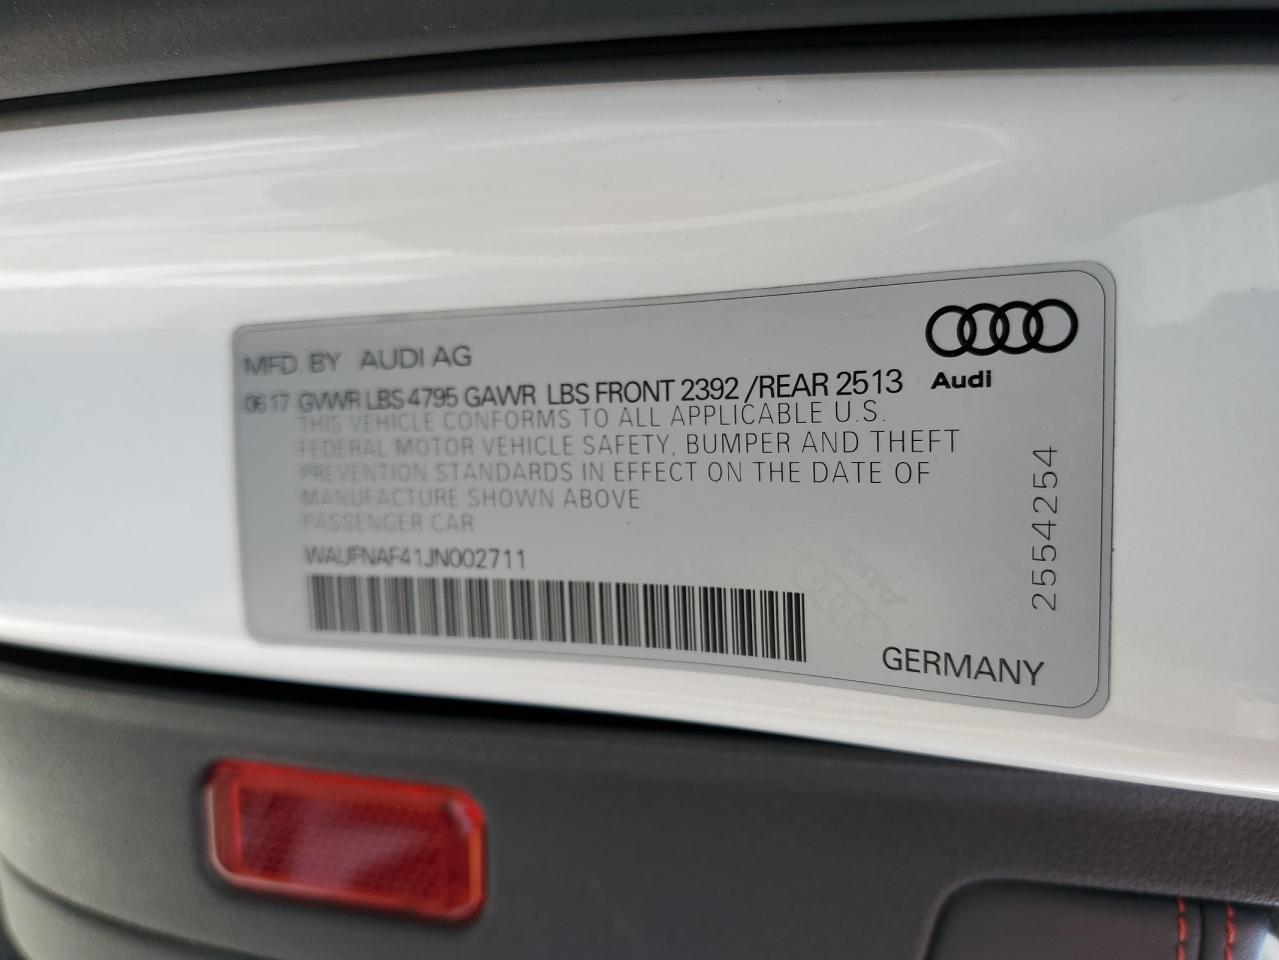 MFD. BY AUDI AG
06 17 GVWR LBS 4795 GAWR LBS FRONT 2392 /REAR 2513
Audi
THIS VEHICLE CONFORMS TO ALL APPLICABLE U.S.
FEDERAL MOTOR VEHICLE SAFETY, BUMPER AND THEFT
PREVENTION STANDARDS IN EFFECT ON THE DATE OF
MANUFACTURE SHOWN ABOVE
PASSENGER CAR
WAUFNAF41JN002711
2554254
GERMANY